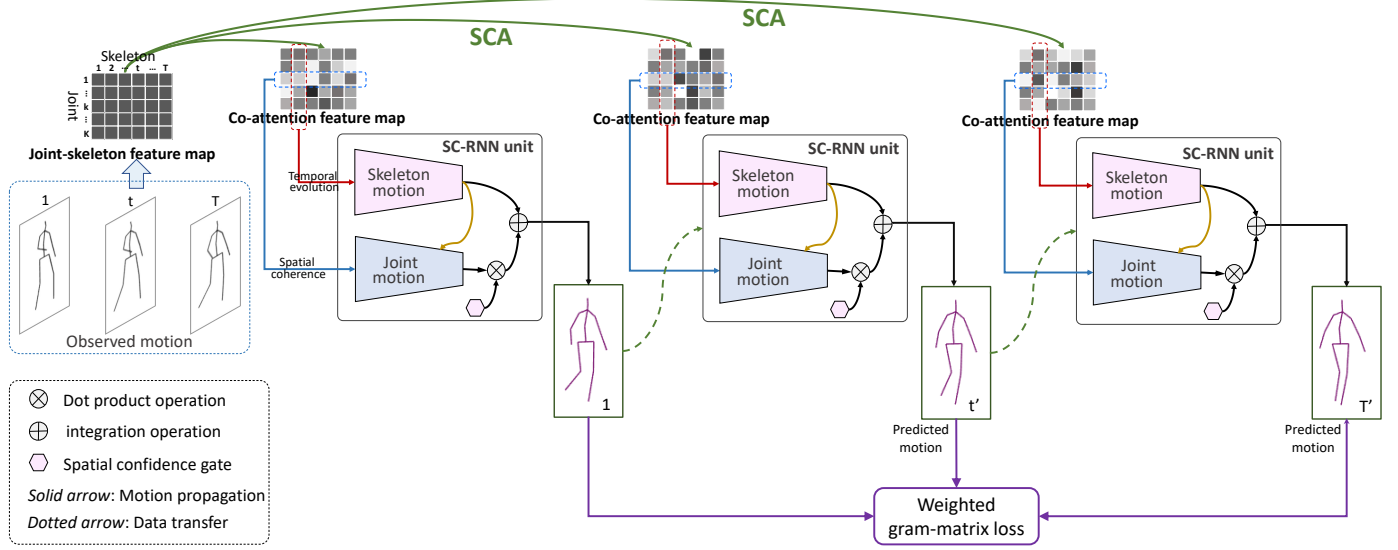 SCA
SCA
Skeleton
1 2 ... t ... T
Joint
1
⋮
k
⋮
K
Joint-skeleton feature map
Co-attention feature map
Co-attention feature map
Co-attention feature map
1
t
T
Observed motion
Temporal
evolution
Spatial
coherence
SC-RNN unit
Skeleton
motion
Joint
motion
1
SC-RNN unit
Skeleton
motion
Joint
motion
t'
Predicted
motion
SC-RNN unit
Skeleton
motion
Joint
motion
T'
Predicted
motion
Dot product operation
integration operation
Spatial confidence gate
Solid arrow: Motion propagation
Dotted arrow: Data transfer
Weighted
gram-matrix loss